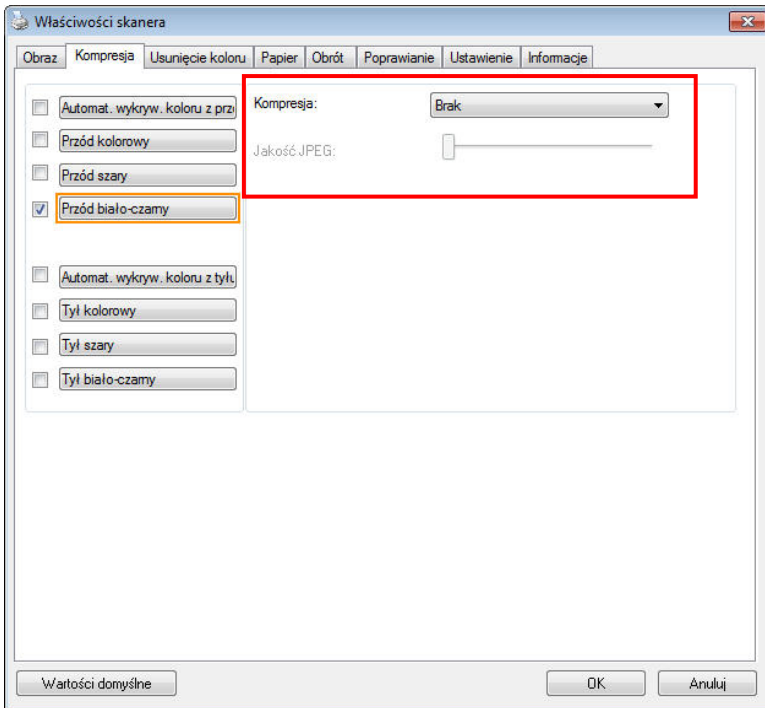 Właściwości skanera
Obraz Kompresja Usunięcie koloru Papier Obrót Poprawianie Ustawienie Informacje
Automat. wykryw. koloru z prz
Przód kolorowy
Przód szary
Przód biało-czarny
Automat. wykryw. koloru z tyłu
Tył kolorowy
Tył szary
Tył biało-czarny
Kompresja: Brak
Jakość JPEG:
Wartości domyślne OK Anuluj